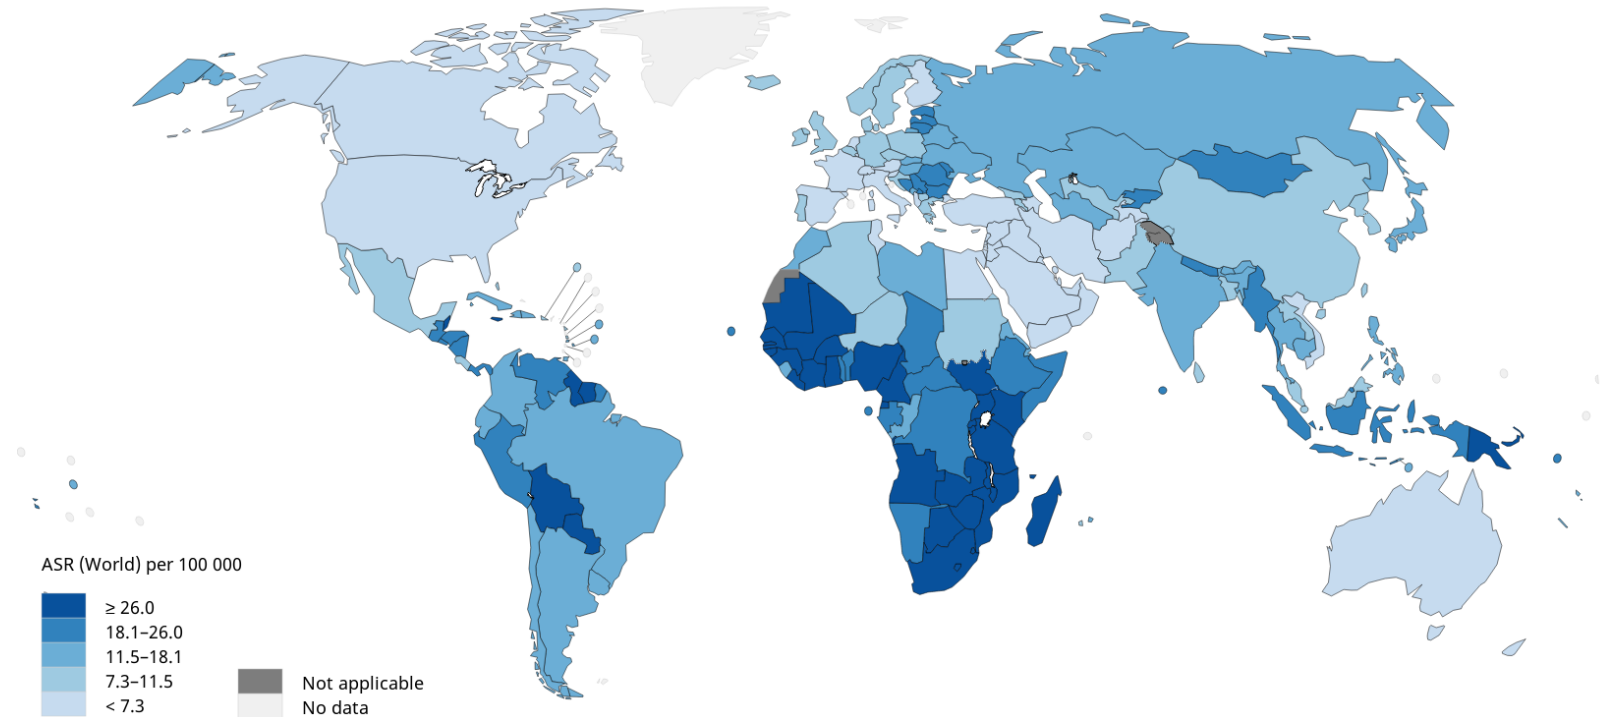 ASR (World) per 100 000
≥ 26.0
18.1–26.0
11.5–18.1
7.3–11.5
< 7.3
Not applicable
No data